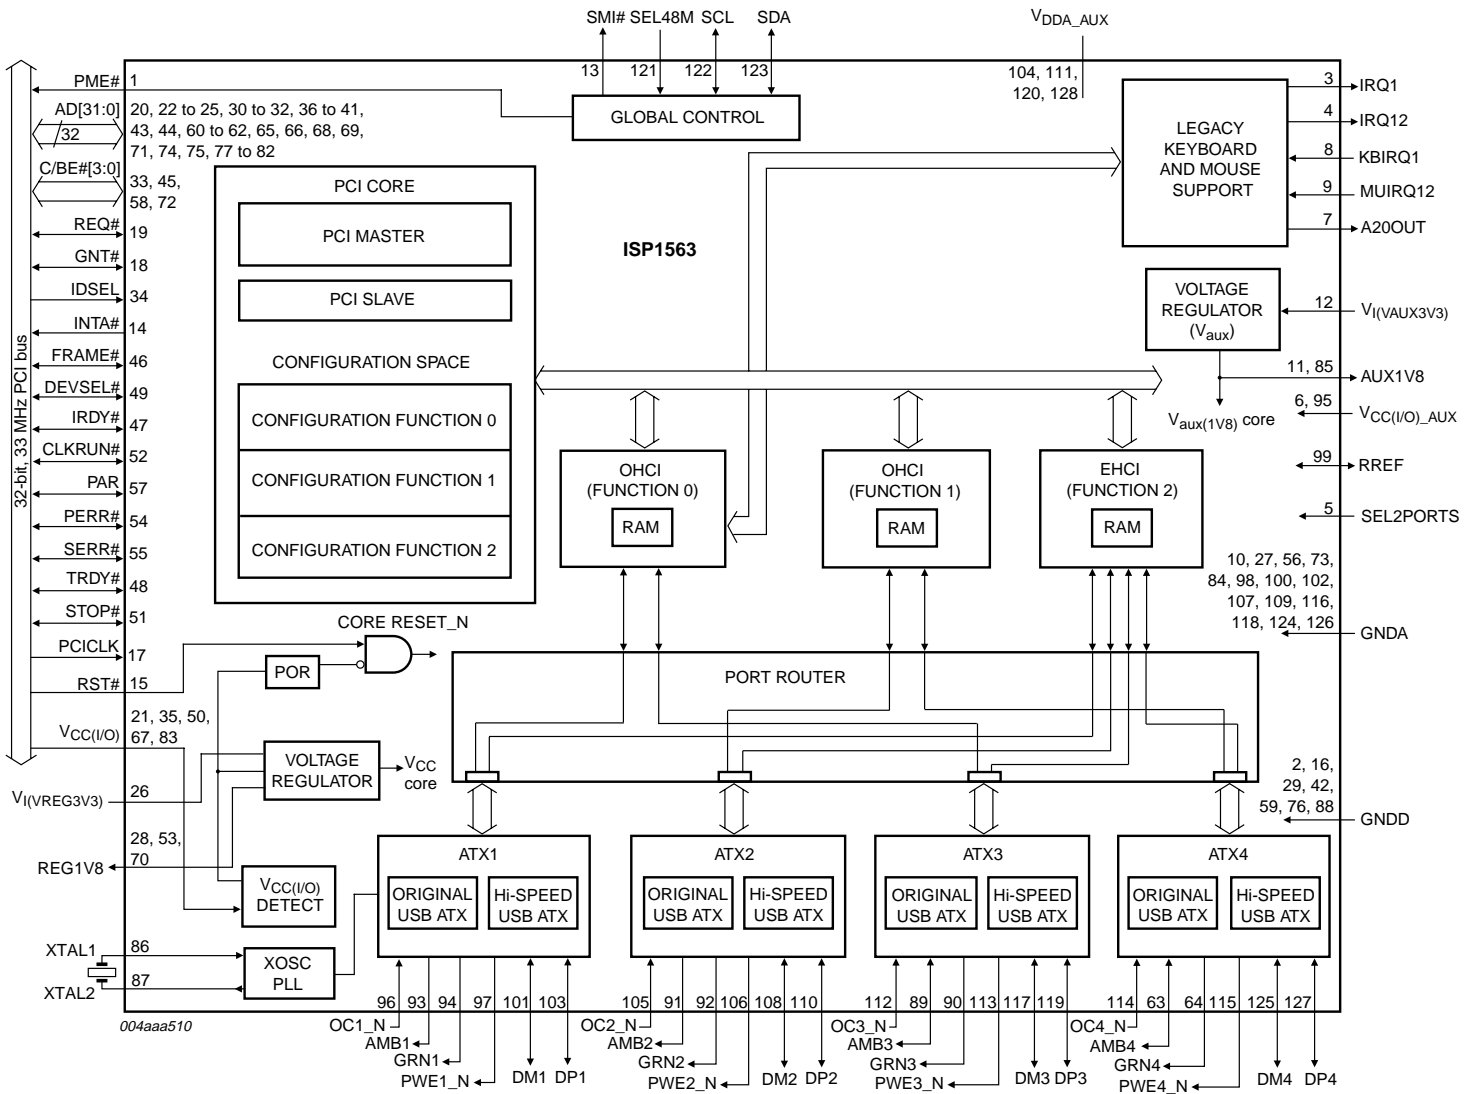 SMI# SEL48M SCL SDA
13 121 122 123
GLOBAL CONTROL
VDDA_AUX
104, 111,
120, 128
PME# 1
AD[31:0] 20, 22 to 25, 30 to 32, 36 to 41,
32 43, 44, 60 to 62, 65, 66, 68, 69,
71, 74, 75, 77 to 82
C/BE#[3:0]
33, 45,
58, 72
REQ# 19
GNT# 18
IDSEL 34
INTA# 14
FRAME# 46
DEVSEL# 49
IRDY# 47
CLKRUN# 52
PAR 57
PERR# 54
SERR# 55
TRDY# 48
STOP# 51
PCICLK 17
RST# 15
32-bit, 33 MHz PCI bus
21, 35, 50,
VCC(I/O) 67, 83
VI(VREG3V3) 26
28, 53,
REG1V8 70
XTAL1 86
XTAL2 87
004aaa510
PCI CORE
PCI MASTER
PCI SLAVE
CONFIGURATION SPACE
CONFIGURATION FUNCTION 0
CONFIGURATION FUNCTION 1
CONFIGURATION FUNCTION 2
ISP1563
LEGACY
KEYBOARD
AND MOUSE
SUPPORT
3 IRQ1
4 IRQ12
8 KBIRQ1
9 MUIRQ12
7 A20OUT
VOLTAGE
REGULATOR
(Vaux)
12 VI(VAUX3V3)
11, 85 AUX1V8
Vaux(1V8) core
6, 95 VCC(I/O)_AUX
99 RREF
5 SEL2PORTS
10, 27, 56, 73,
84, 98, 100, 102,
107, 109, 116,
118, 124, 126
GNDA
2, 16,
29, 42,
59, 76, 88
GNDD
OHCI
(FUNCTION 0)
RAM
OHCI
(FUNCTION 1)
RAM
EHCI
(FUNCTION 2)
RAM
CORE RESET_N
POR
PORT ROUTER
VOLTAGE
REGULATOR
VCC
core
VCC(I/O)
DETECT
XOSC
PLL
ATX1
ORIGINAL
USB ATX
Hi-SPEED
USB ATX
ATX2
ORIGINAL
USB ATX
Hi-SPEED
USB ATX
ATX3
ORIGINAL
USB ATX
Hi-SPEED
USB ATX
ATX4
ORIGINAL
USB ATX
Hi-SPEED
USB ATX
96 93 94 97 101 103
OC1_N
AMB1
GRN1
PWE1_N
DM1 DP1
105 91 92 106 108 110
OC2_N
AMB2
GRN2
PWE2_N
DM2 DP2
112 89 90 113 117 119
OC3_N
AMB3
GRN3
PWE3_N
DM3 DP3
114 63 64 115 125 127
OC4_N
AMB4
GRN4
PWE4_N
DM4 DP4